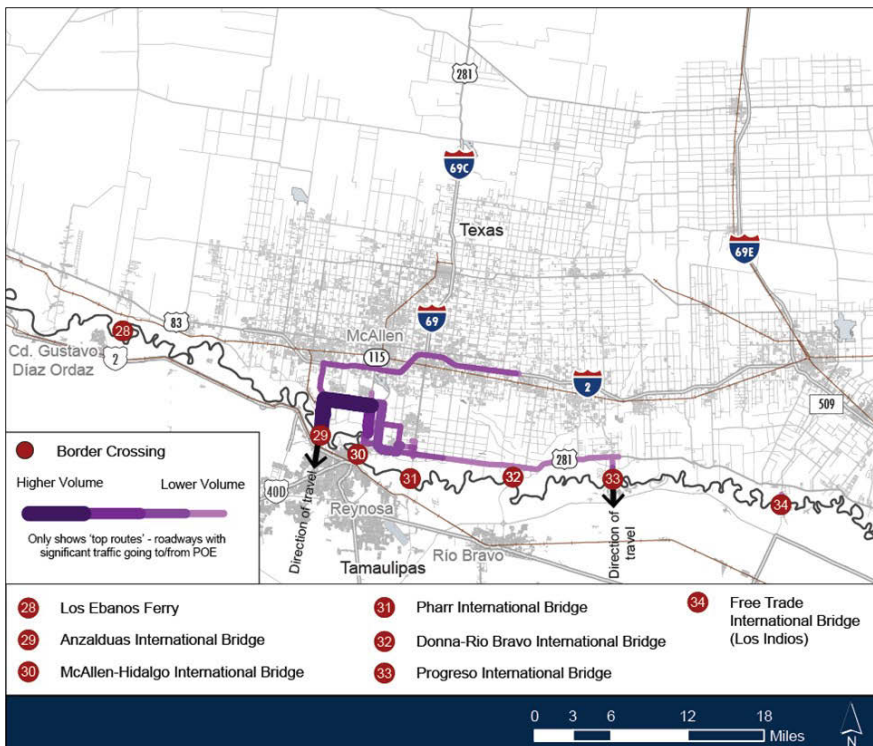 281
69C
Texas
69E
83
69
28
McAllen
Cd. Gustavo
Díaz Ordaz
2
115
2
509
29
30
281
31
32
33
34
40D
Reynosa
Direction of travel
Direction of
travel
Río Bravo
Tamaulipas
Border Crossing
Higher Volume
Lower Volume
Only shows 'top routes' - roadways with
significant traffic going to/from POE
28 Los Ebanos Ferry
29 Anzalduas International Bridge
30 McAllen-Hidalgo International Bridge
31 Pharr International Bridge
32 Donna-Rio Bravo International Bridge
33 Progreso International Bridge
34 Free Trade
International Bridge
(Los Indios)
0 3 6 12 18
Miles
N